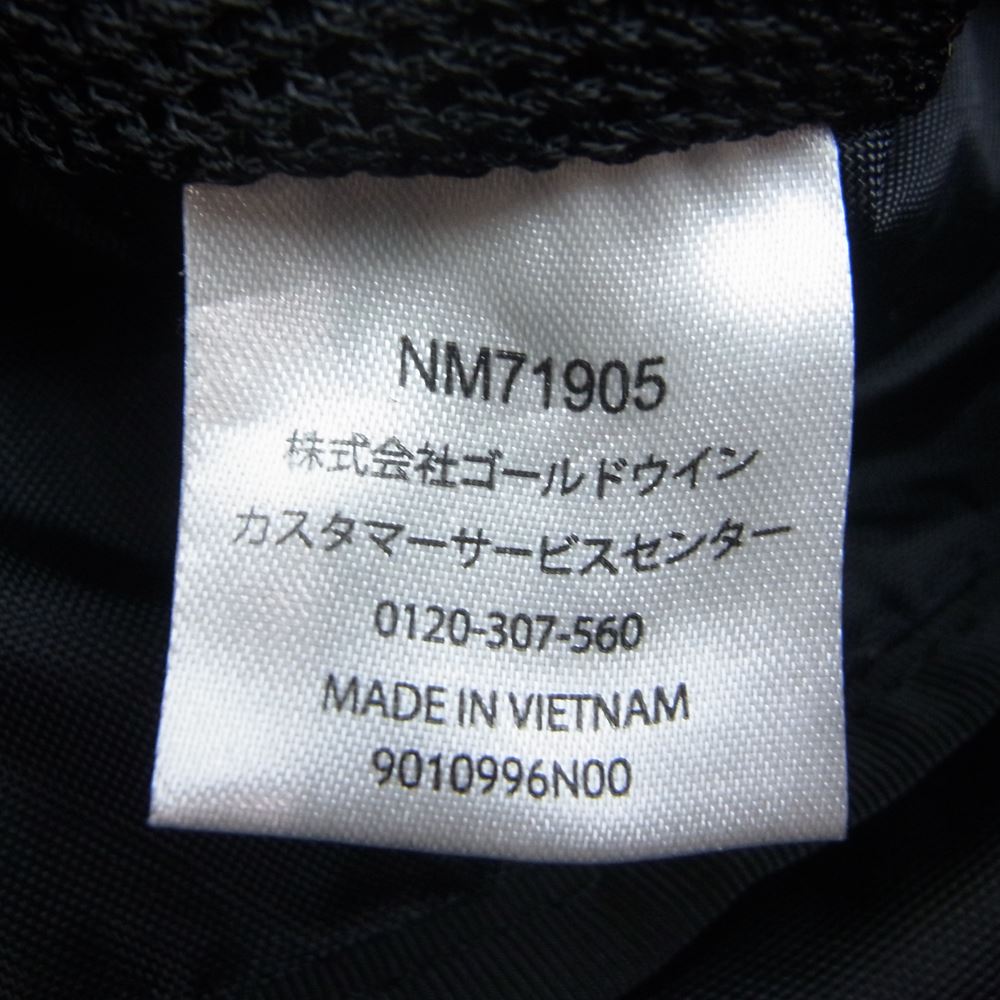 NM71905
株式会社ゴールドウイン
カスタマーサービスセンター
0120-307-560
MADE IN VIETNAM
9010996N00